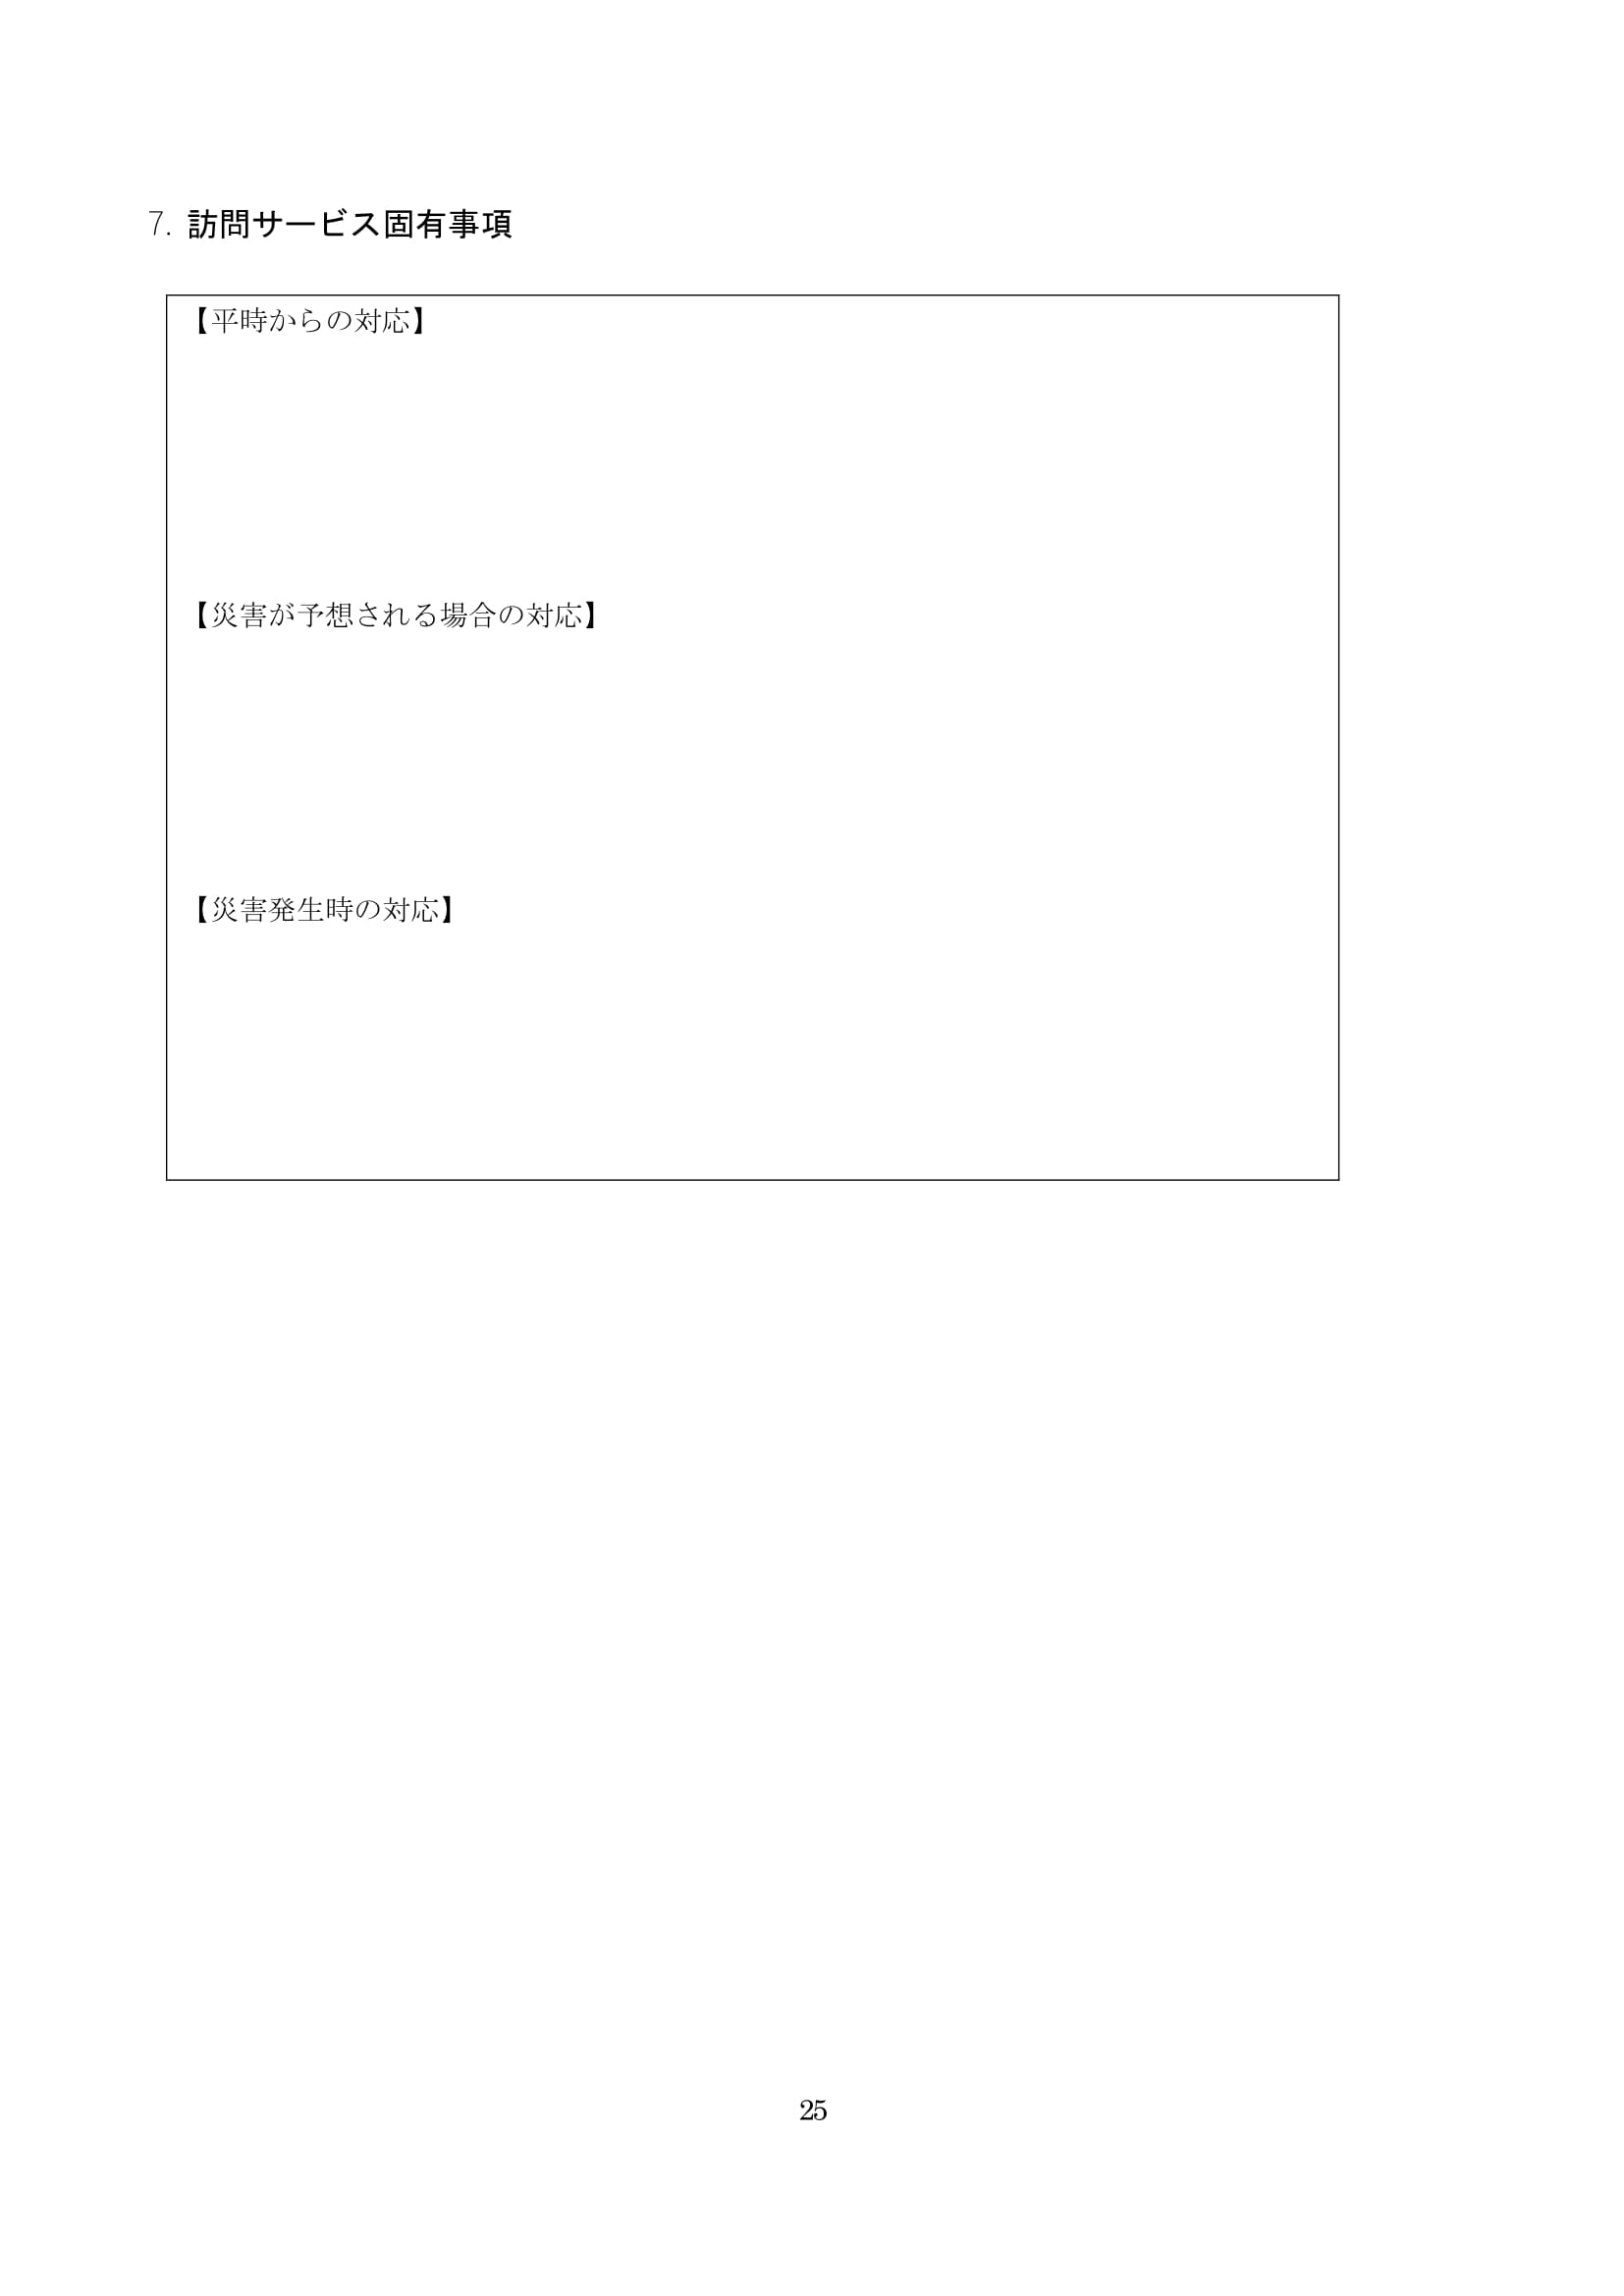 7. 訪問サービス固有事項
【平時からの対応】
【災害が予想される場合の対応】
【災害発生時の対応】
25